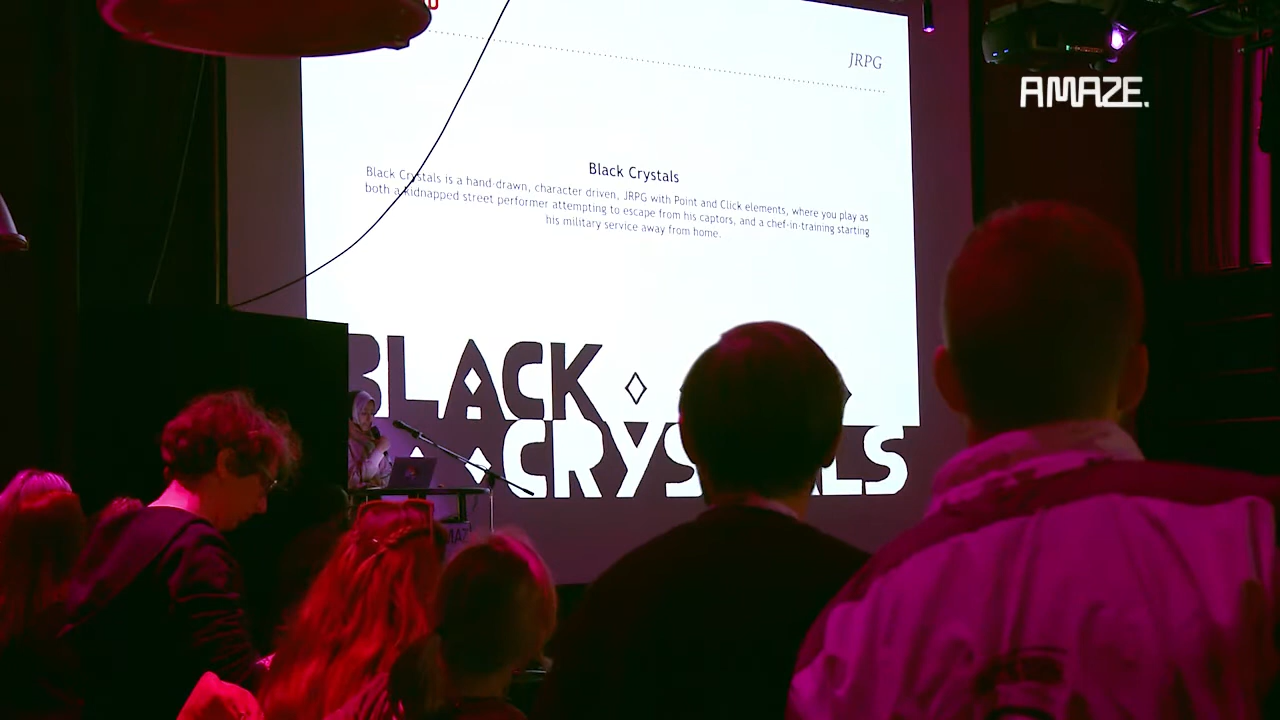 JRPG
AMAZE.
Black Crystals
Black Crystals is a hand-drawn, character driven, JRPG with Point and Click elements, where you play as
both a kidnapped street performer attempting to escape from his captors, and a chef-in-training starting
his military service away from home.
BLACK